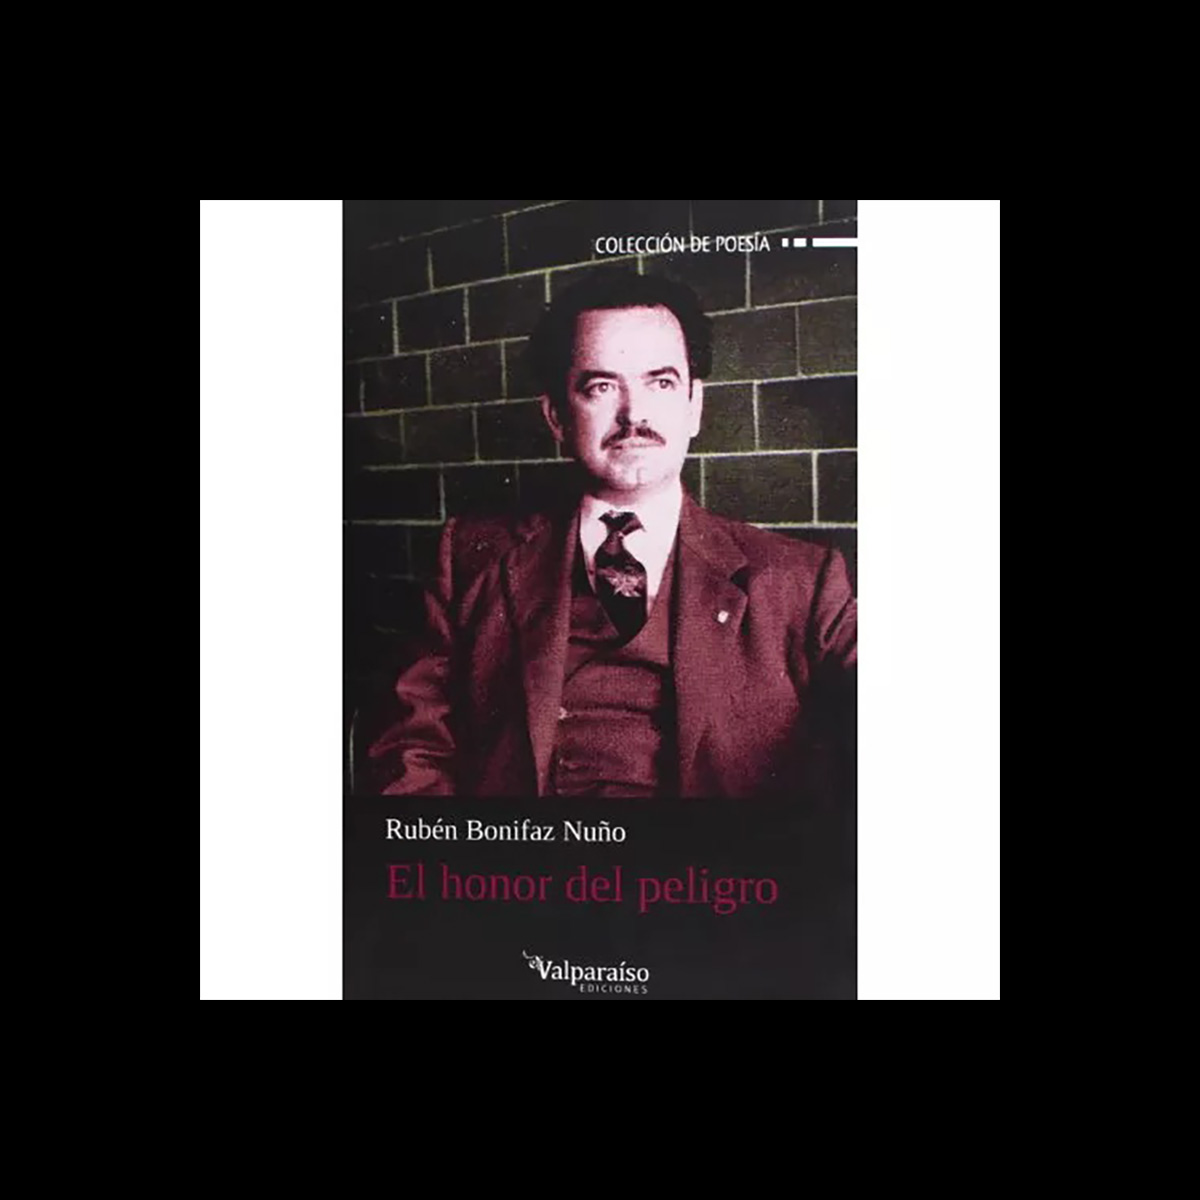 COLECCIÓN DE POESÍA
Rubén Bonifaz Nuño
El honor del peligro
Valparaíso
EDICIONES